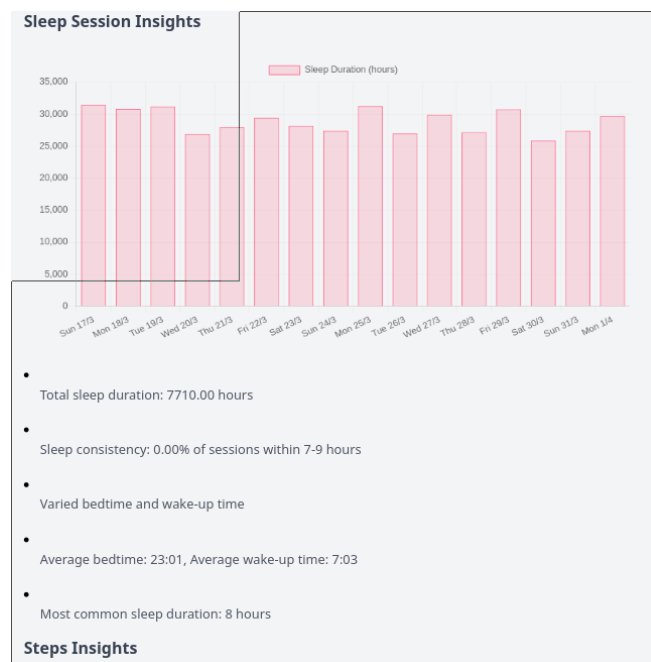 Sleep Session Insights
Sleep Duration (hours)
35,000
30,000
25,000
20,000
15,000
10,000
5,000
0
Sun 17/3
Mon 18/3
Tue 19/3
Wed 20/3
Thu 21/3
Fri 22/3
Sat 23/3
Sun 24/3
Mon 25/3
Tue 26/3
Wed 27/3
Thu 28/3
Fri 29/3
Sat 30/3
Sun 31/3
Mon 1/4
Total sleep duration: 7710.00 hours
Sleep consistency: 0.00% of sessions within 7-9 hours
Varied bedtime and wake-up time
Average bedtime: 23:01, Average wake-up time: 7:03
Most common sleep duration: 8 hours
Steps Insights